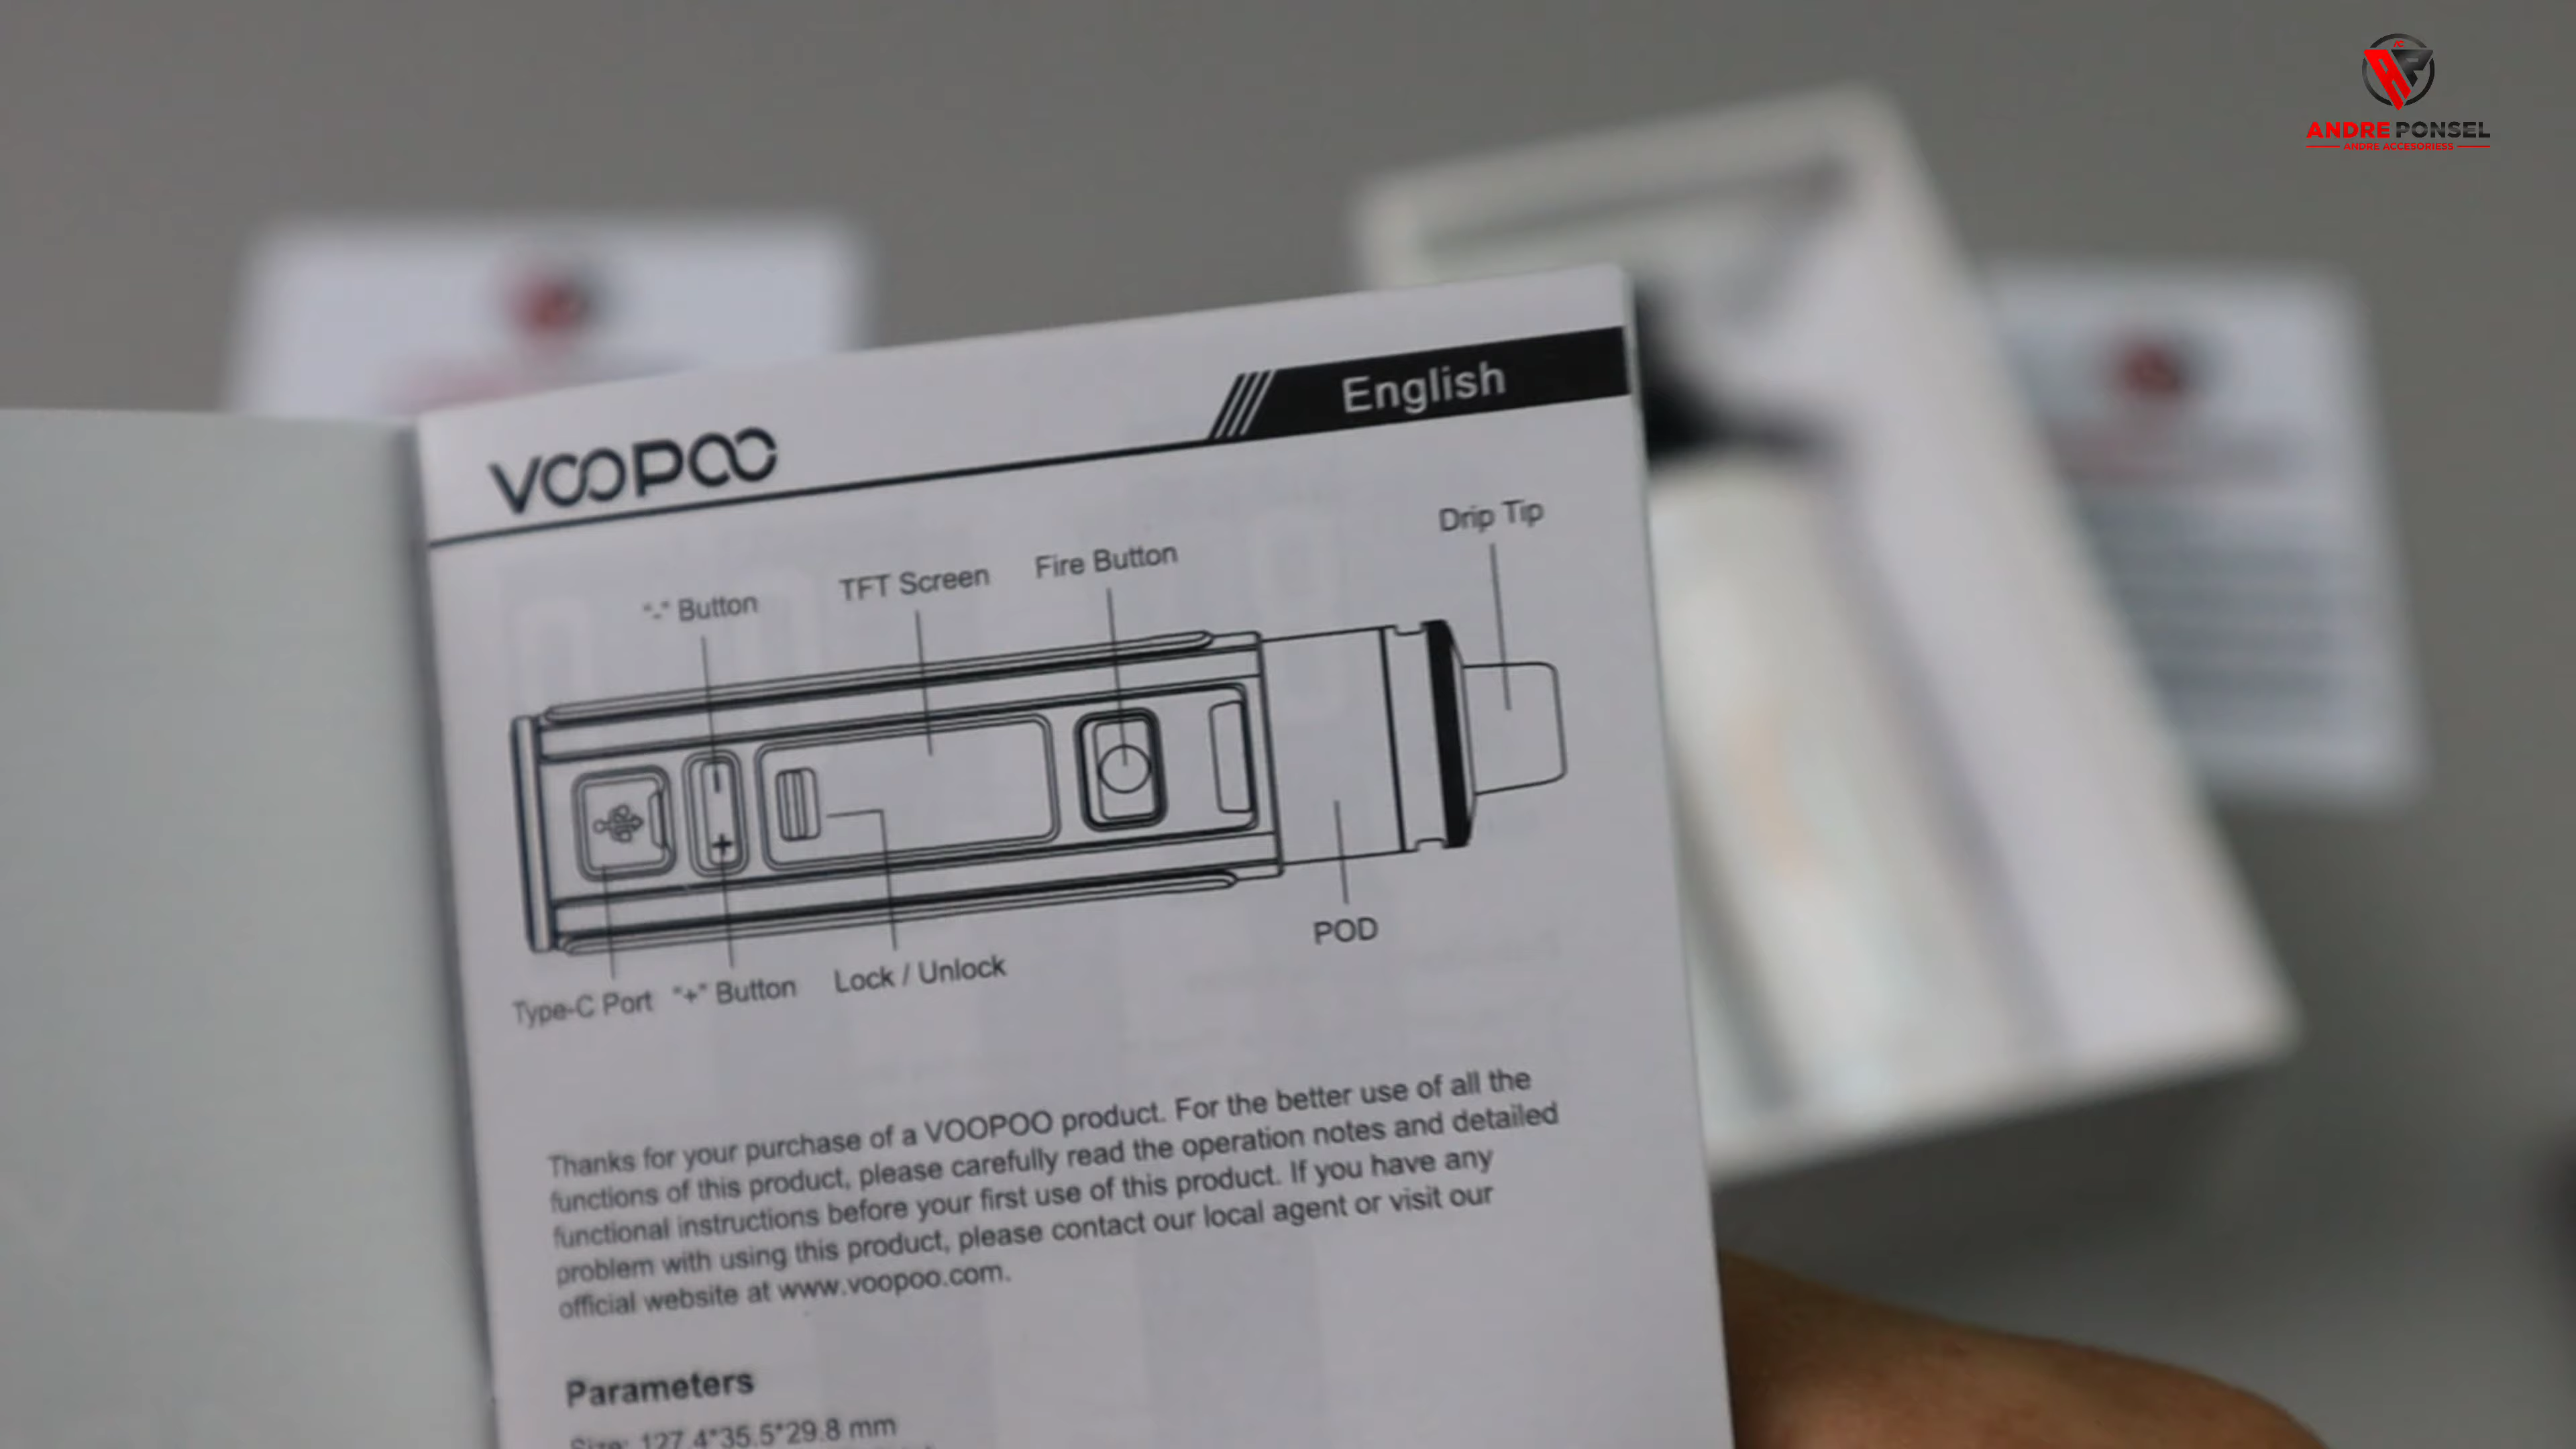 ANDRE PONSEL
ANDRE ACCESORIESS
VOOPOO
English
Drip Tip
Fire Button
TFT Screen
"-" Button
POD
Lock / Unlock
"+" Button
Type-C Port
Thanks for your purchase of a VOOPOO product. For the better use of all the
functions of this product, please carefully read the operation notes and detailed
functional instructions before your first use of this product. If you have any
problem with using this product, please contact our local agent or visit our
official website at www.voopoo.com.
Parameters
Size: 127.4*35.5*29.8 mm